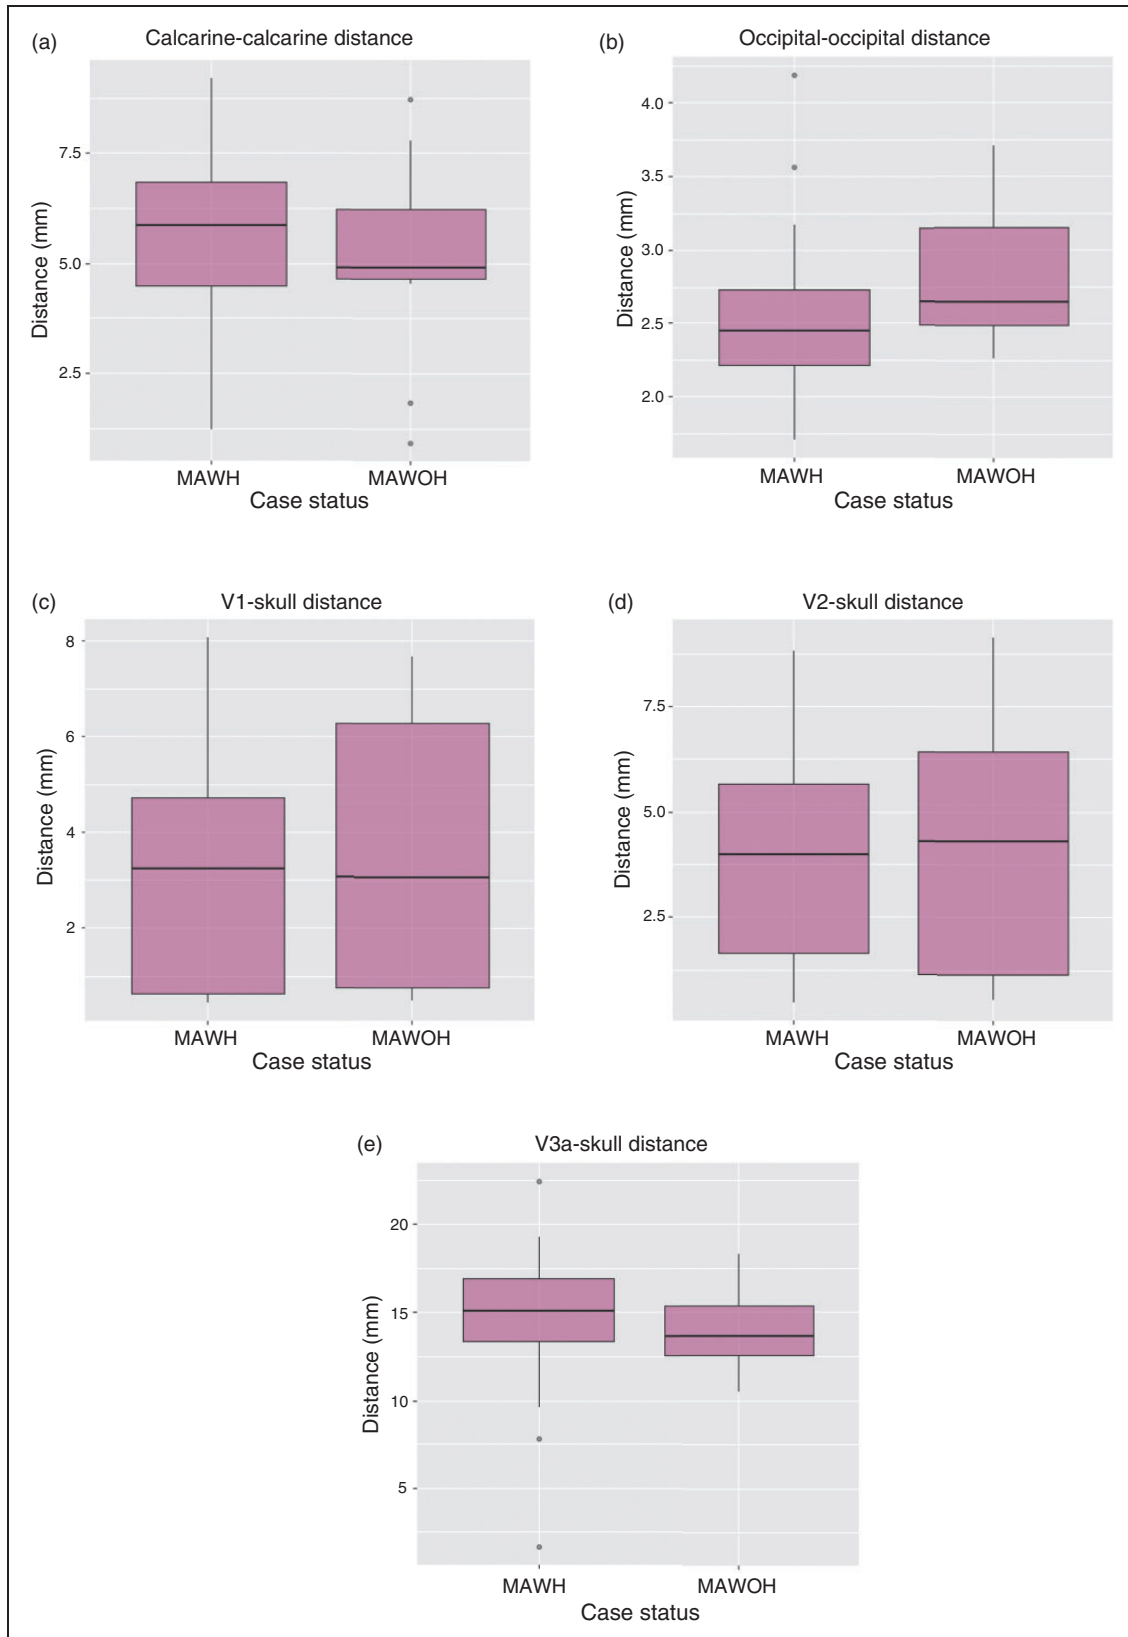 (a) Calcarine-calcarine distance
Distance (mm)
7.5
5.0
2.5
MAWH MAWOH
Case status
(b) Occipital-occipital distance
Distance (mm)
4.0
3.5
3.0
2.5
2.0
MAWH MAWOH
Case status
(c) V1-skull distance
Distance (mm)
8
6
4
2
MAWH MAWOH
Case status
(d) V2-skull distance
Distance (mm)
7.5
5.0
2.5
MAWH MAWOH
Case status
(e) V3a-skull distance
Distance (mm)
20
15
10
5
MAWH MAWOH
Case status